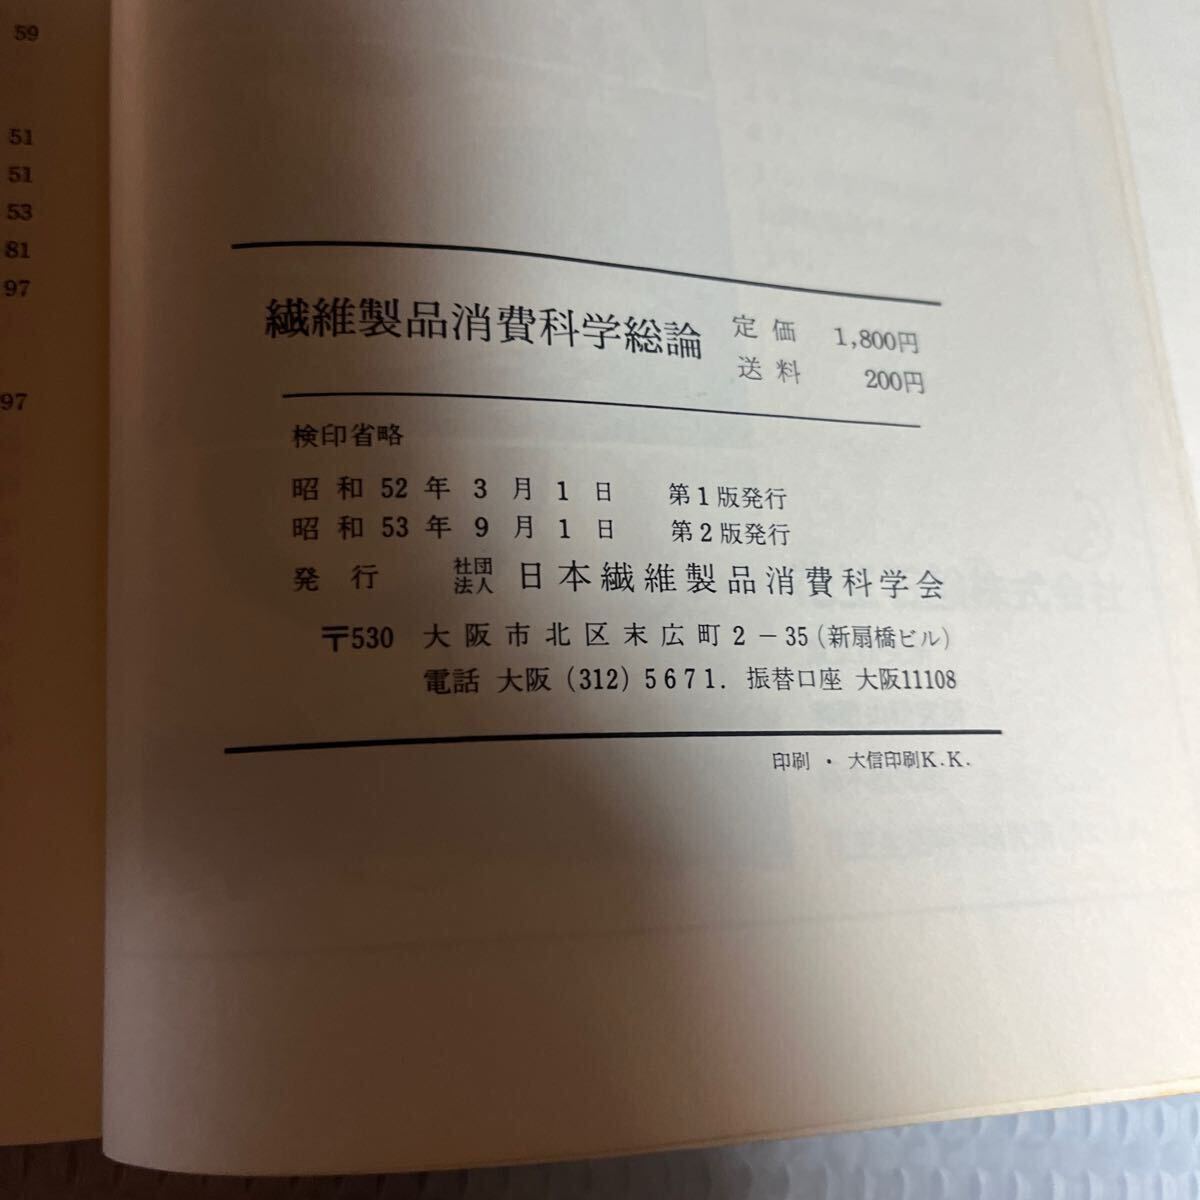 59
51
51
53
81
97
97
繊維製品消費科学総論 定価 1,800円
送料 200円
検印省略
昭和52年3月1日 第1版発行
昭和53年9月1日 第2版発行
発行 社団法人 日本繊維製品消費科学会
〒530 大阪市北区末広町2-35(新扇橋ビル)
電話 大阪(312)5671. 振替口座 大阪11108
印刷・大信印刷K.K.